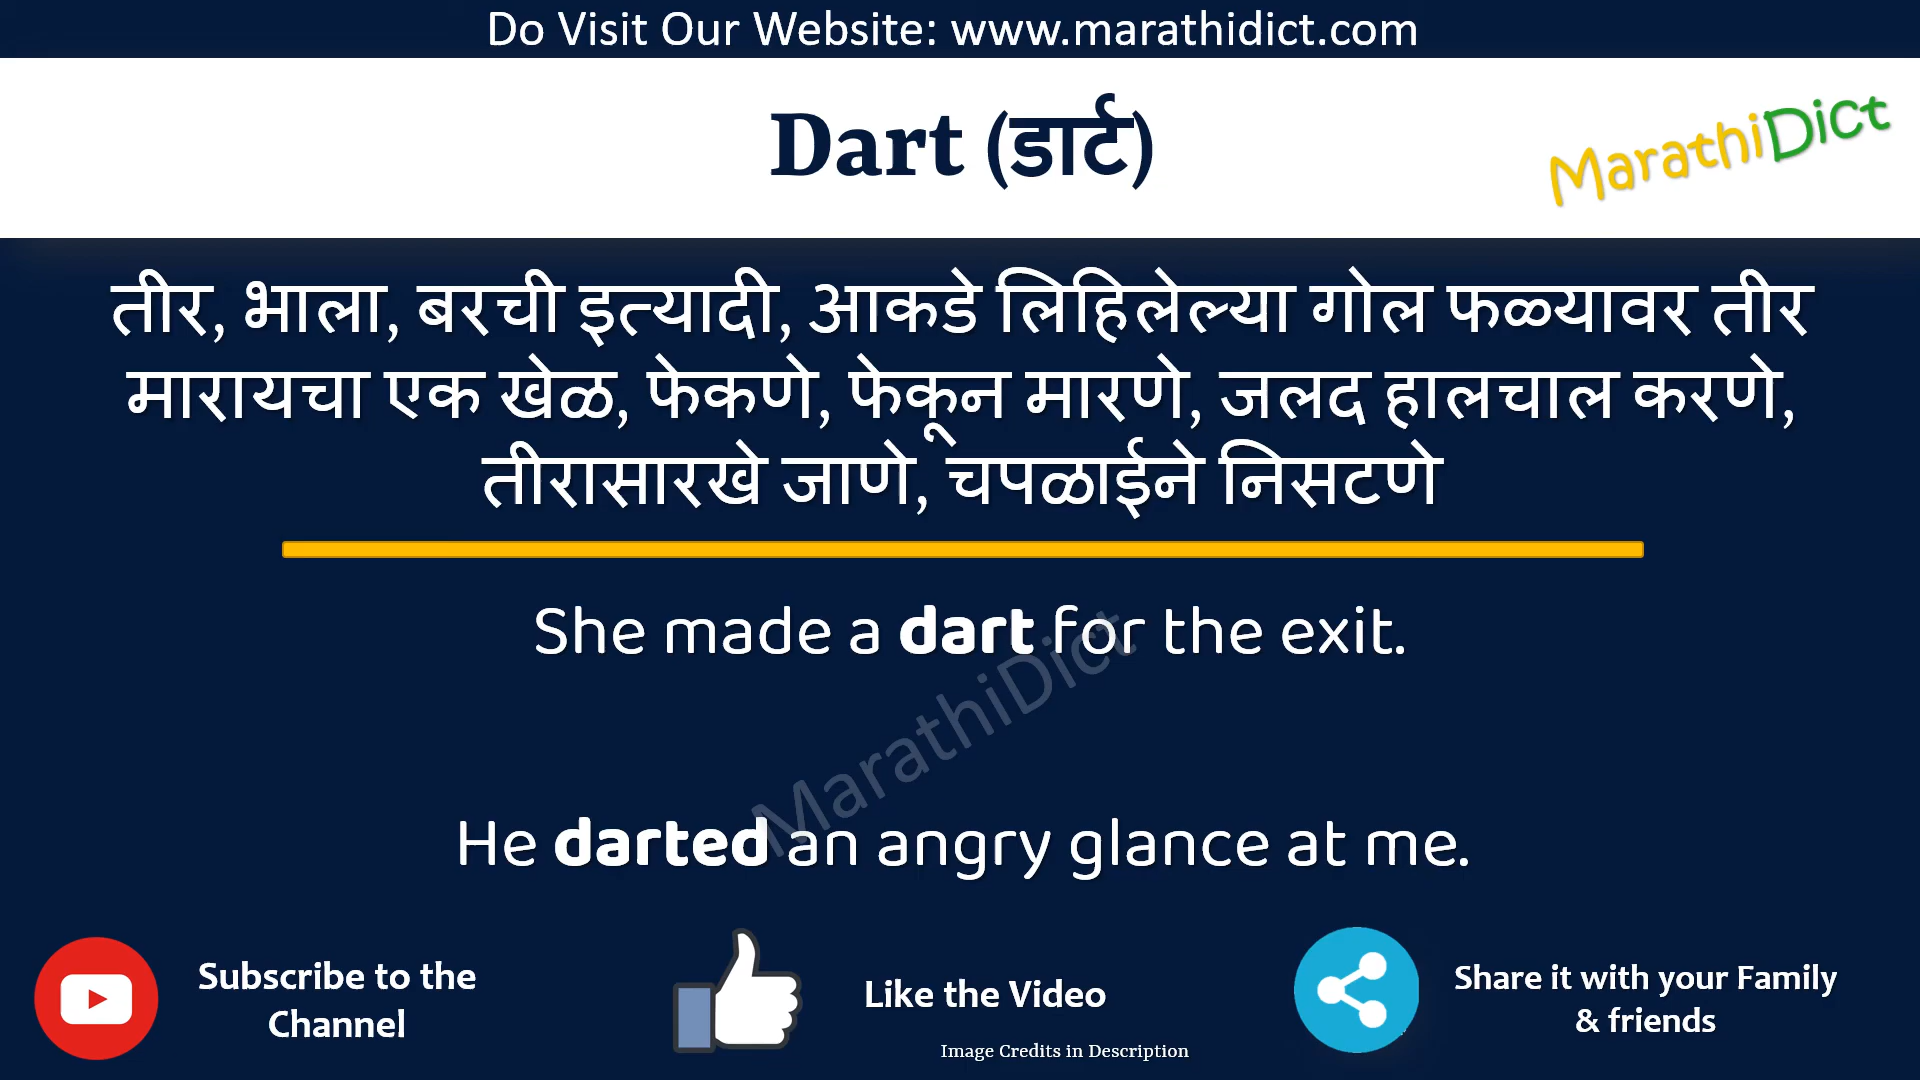 Do Visit Our Website: www.marathidict.com
Dart (डार्ट)
MarathiDict
तीर, भाला, बरची इत्यादी, आकडे लिहिलेल्या गोल फळ्यावर तीर
मारायचा एक खेळ, फेकणे, फेकून मारणे, जलद हालचाल करणे,
तीरासारखे जाणे, चपळाईने निसटणे
She made a dart for the exit.
MarathiDict
He darted an angry glance at me.
Subscribe to the
Channel
Like the Video
Share it with your Family
& friends
Image Credits in Description